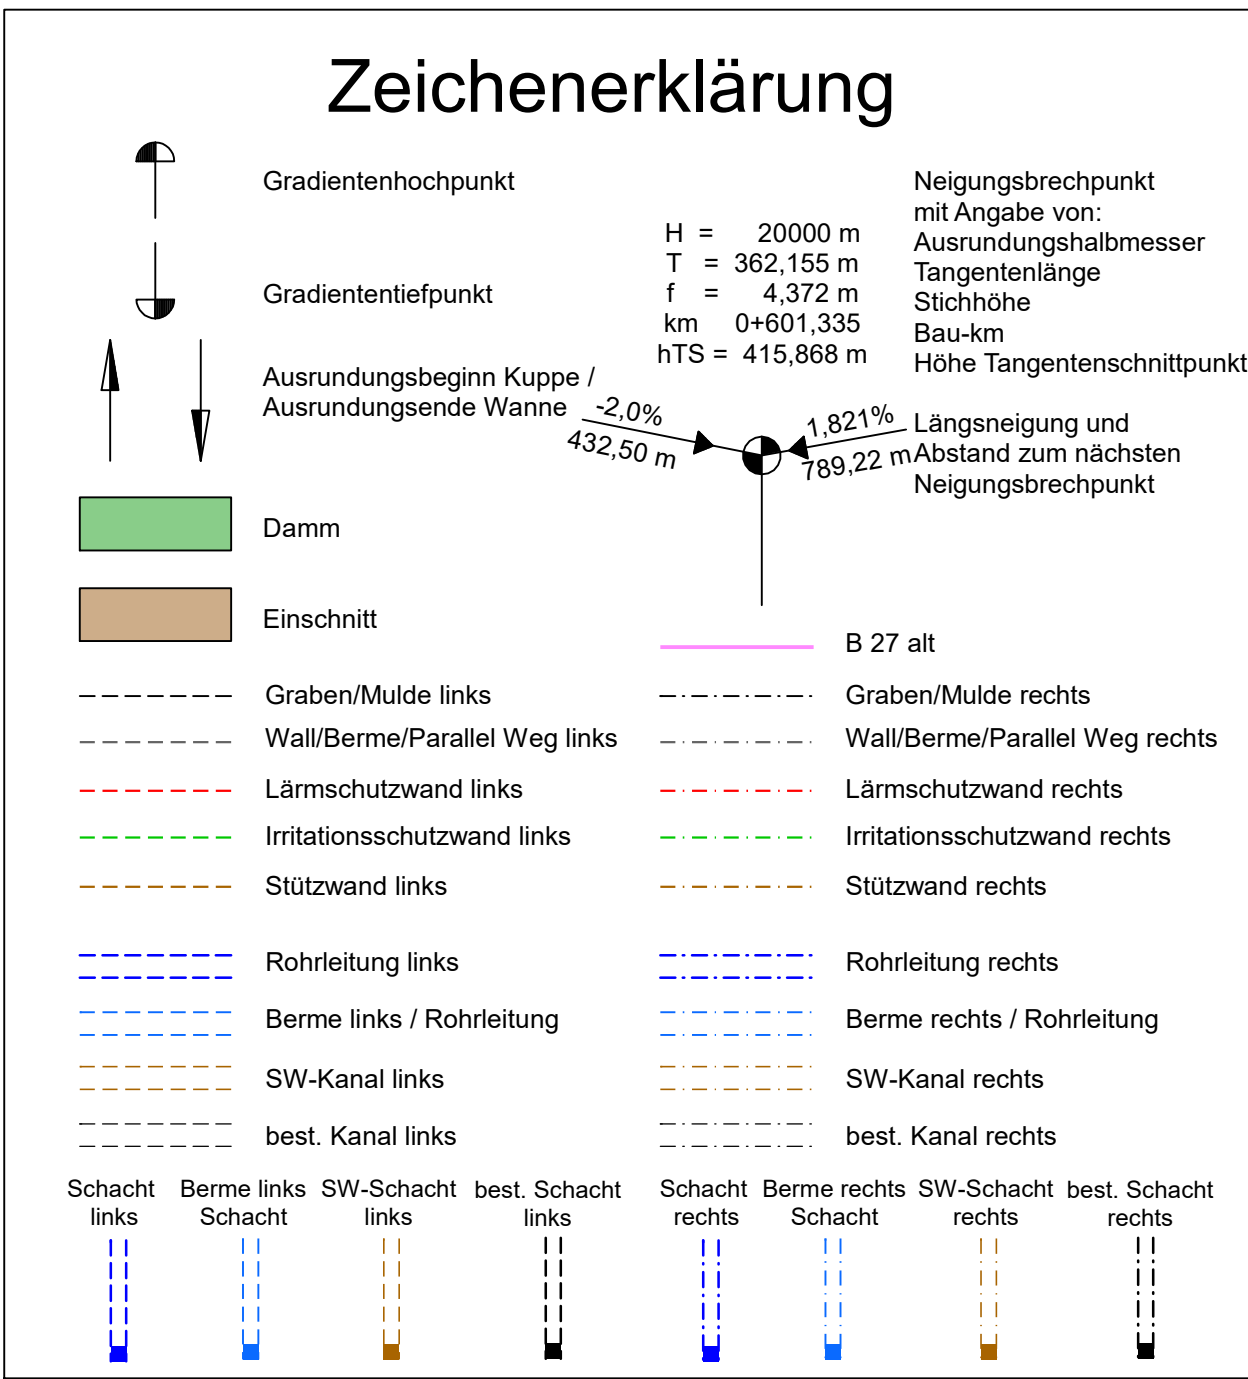 Zeichenerklärung
Gradientenhochpunkt
Gradiententiefpunkt
Ausrundungsbeginn Kuppe /
Ausrundungsende Wanne
H = 20000 m
T = 362,155 m
f = 4,372 m
km 0+601,335
hTS = 415,868 m
Neigungsbrechpunkt
mit Angabe von:
Ausrundungshalbmesser
Tangentenlänge
Stichhöhe
Bau-km
Höhe Tangentenschnittpunkt
-2,0%
432,50 m
1,821%
789,22 m
Längsneigung und
Abstand zum nächsten
Neigungsbrechpunkt
Damm
Einschnitt
B 27 alt
Graben/Mulde links
Graben/Mulde rechts
Wall/Berme/Parallel Weg links
Wall/Berme/Parallel Weg rechts
Lärmschutzwand links
Lärmschutzwand rechts
Irritationsschutzwand links
Irritationsschutzwand rechts
Stützwand links
Stützwand rechts
Rohrleitung links
Rohrleitung rechts
Berme links / Rohrleitung
Berme rechts / Rohrleitung
SW-Kanal links
SW-Kanal rechts
best. Kanal links
best. Kanal rechts
Schacht
links
Berme links
Schacht
SW-Schacht
links
best. Schacht
links
Schacht
rechts
Berme rechts
Schacht
SW-Schacht
rechts
best. Schacht
rechts